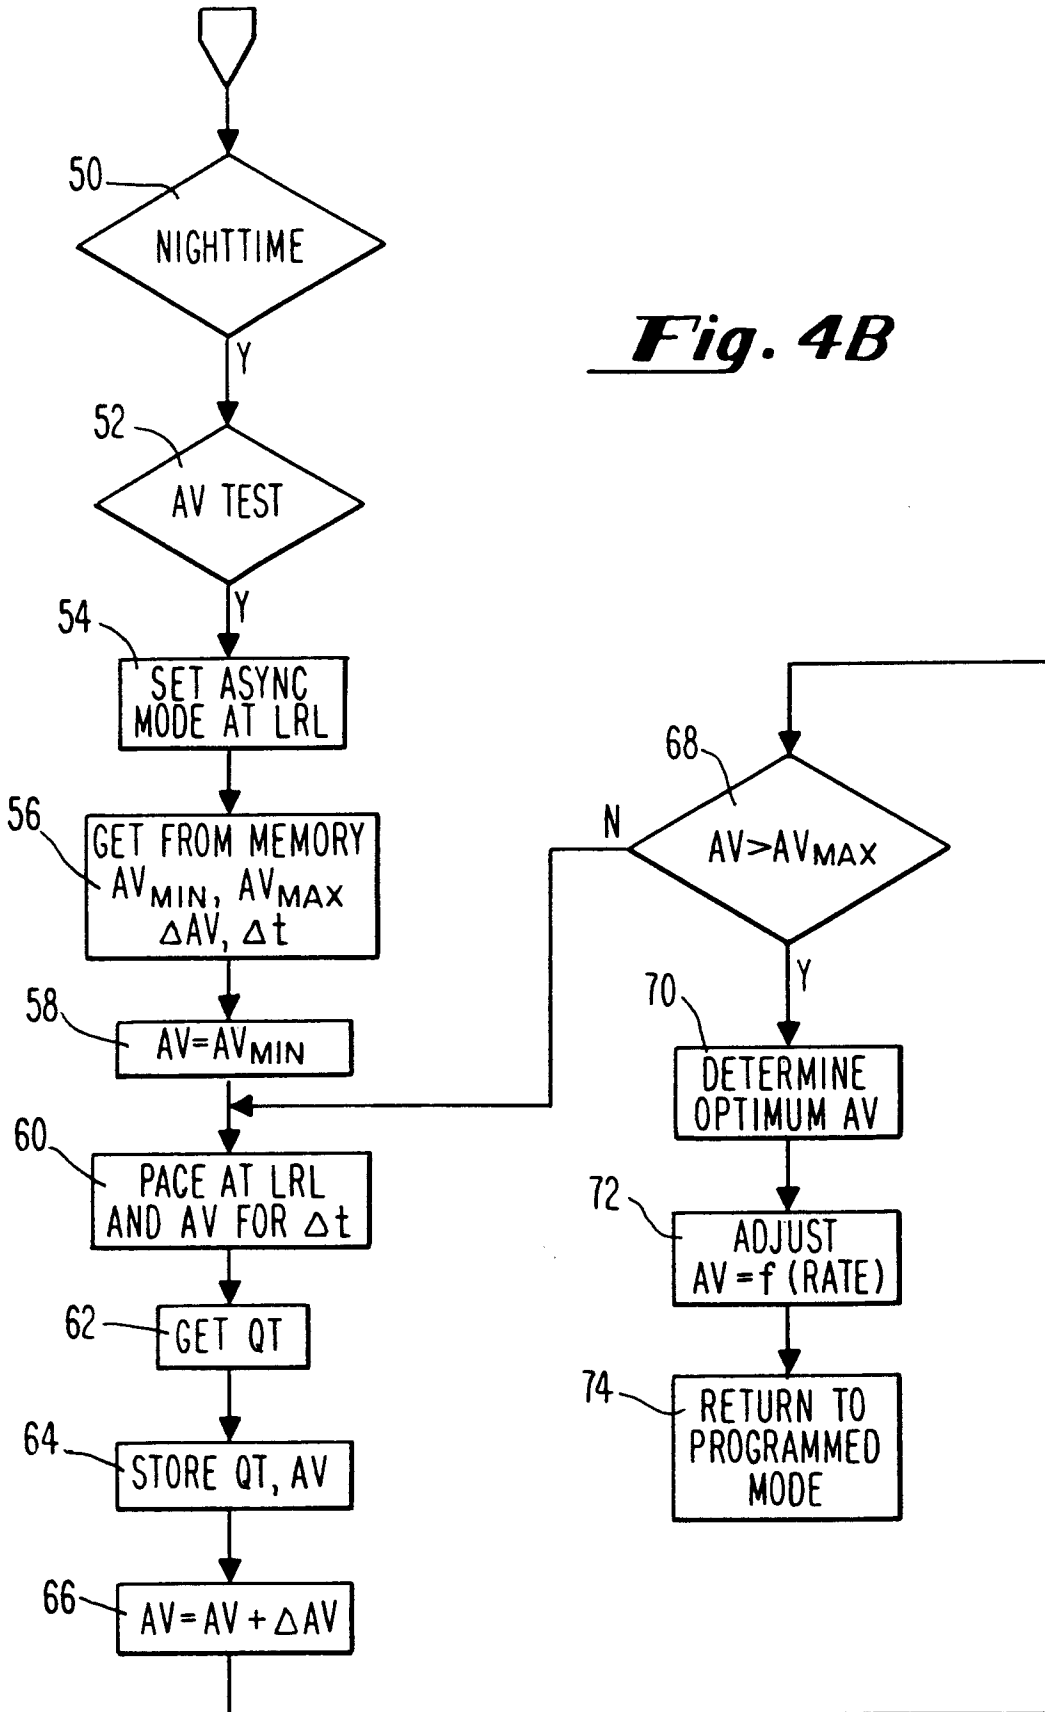 50
NIGHTTIME
Y
Fig. 4B
52
AV TEST
Y
54
SET ASYNC
MODE AT LRL
56
GET FROM MEMORY
AVMIN, AVMAX
ΔAV, Δt
58
AV=AVMIN
60
PACE AT LRL
AND AV FOR Δt
62
GET QT
64
STORE QT, AV
66
AV=AV+ΔAV
68
N
AV>AVMAX
Y
70
DETERMINE
OPTIMUM AV
72
ADJUST
AV=f(RATE)
74
RETURN TO
PROGRAMMED
MODE